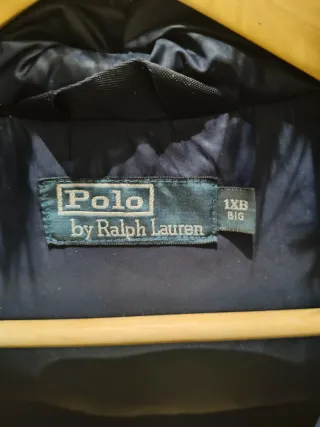 Polo
by Ralph Lauren
1XB
BIG